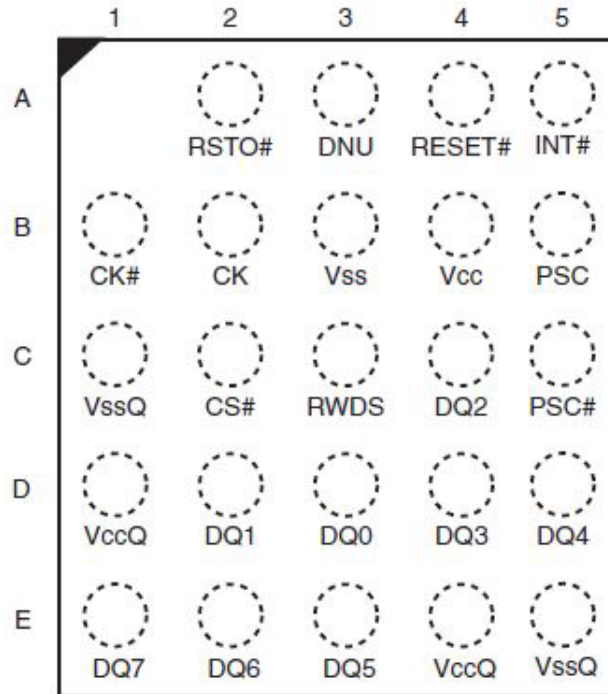 1 2 3 4 5
A
RSTO# DNU RESET# INT#
B
CK# CK Vss Vcc PSC
C
VssQ CS# RWDS DQ2 PSC#
D
VccQ DQ1 DQ0 DQ3 DQ4
E
DQ7 DQ6 DQ5 VccQ VssQ